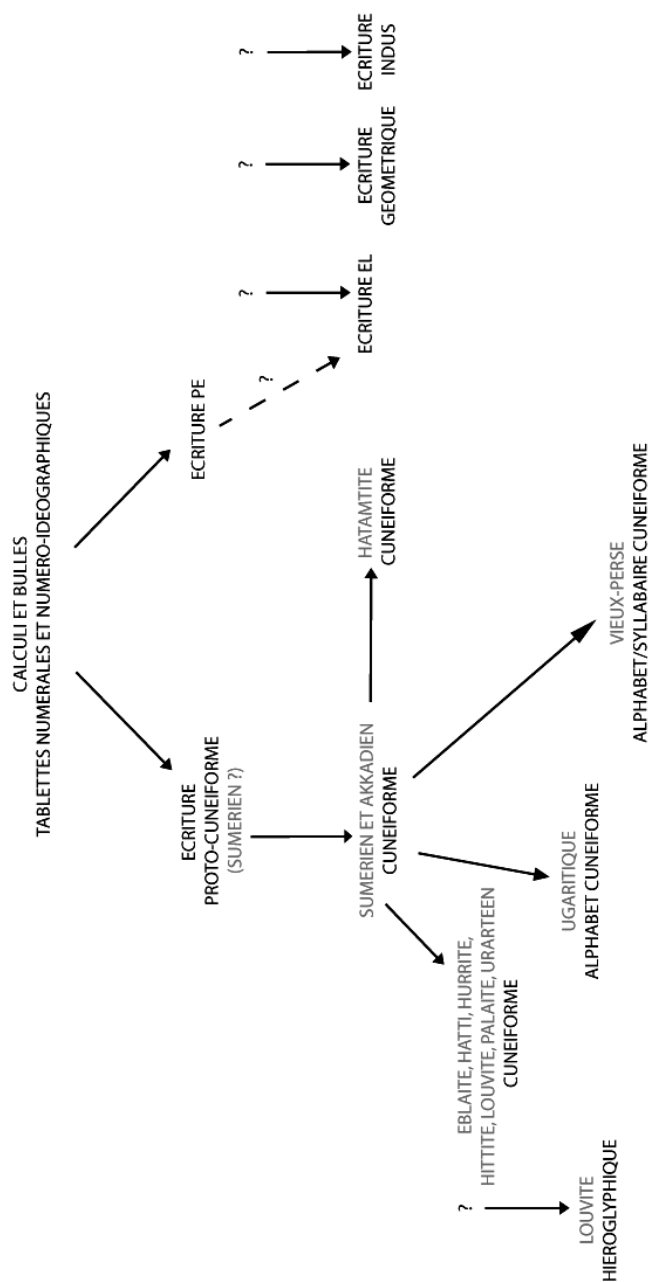 CALCULI ET BULLES
TABLETTES NUMERALES ET NUMERO-IDEOGRAPHIQUES
ECRITURE
PROTO-CUNEIFORME
(SUMERIEN ?)
ECRITURE PE
?
?
?
?
SUMERIEN ET AKKADIEN
CUNEIFORME
HATAMTITE
CUNEIFORME
ECRITURE EL
ECRITURE
GEOMETRIQUE
ECRITURE
INDUS
EBLAITE, HATTI, HURRITE,
HITTITE, LOUVITE, PALAITE, URARTEEN
CUNEIFORME
?
UGARITIQUE
ALPHABET CUNEIFORME
VIEUX-PERSE
ALPHABET/SYLLABAIRE CUNEIFORME
LOUVITE
HIEROGLYPHIQUE